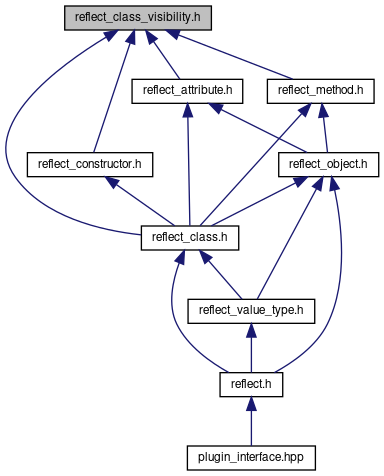 reflect_class_visibility.h
reflect_attribute.h
reflect_method.h
reflect_constructor.h
reflect_object.h
reflect_class.h
reflect_value_type.h
reflect.h
plugin_interface.hpp